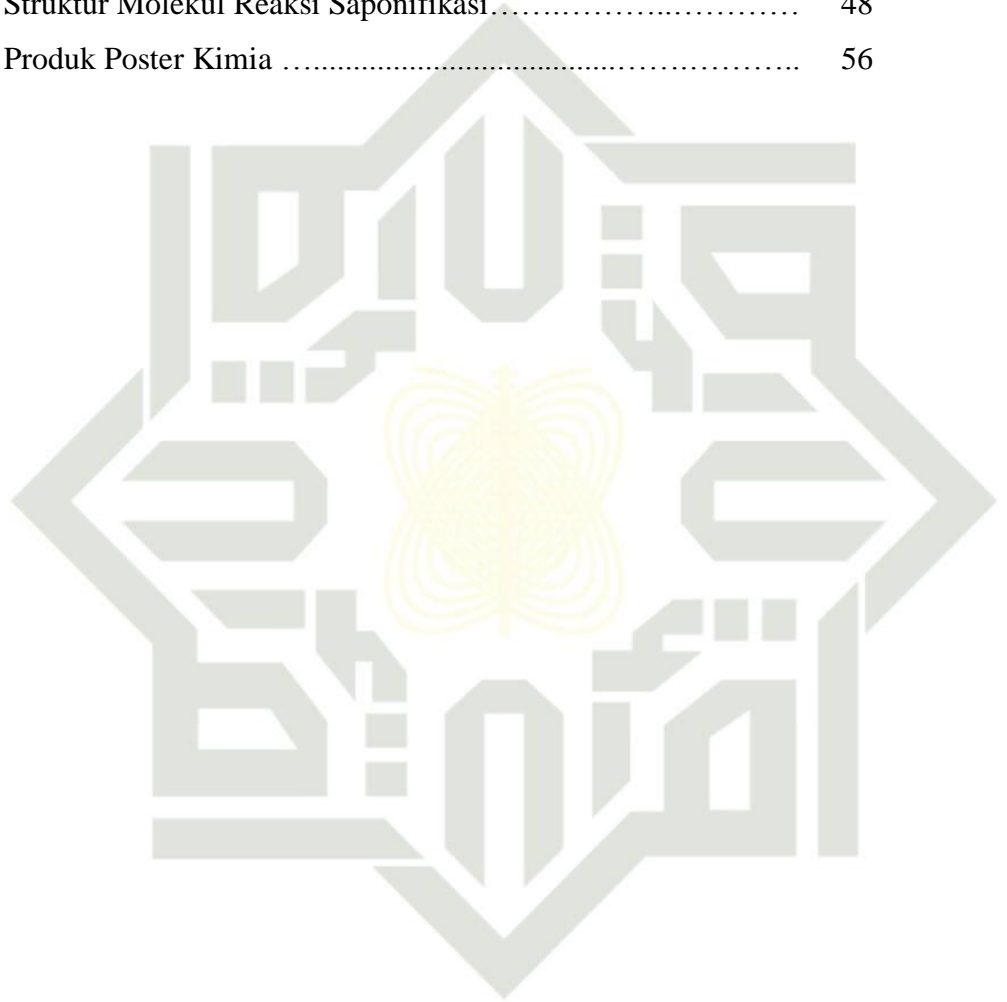 Struktur Molekul Reaksi Saponifikasi…….………..………… 48
Produk Poster Kimia ….....................................…….……….. 56